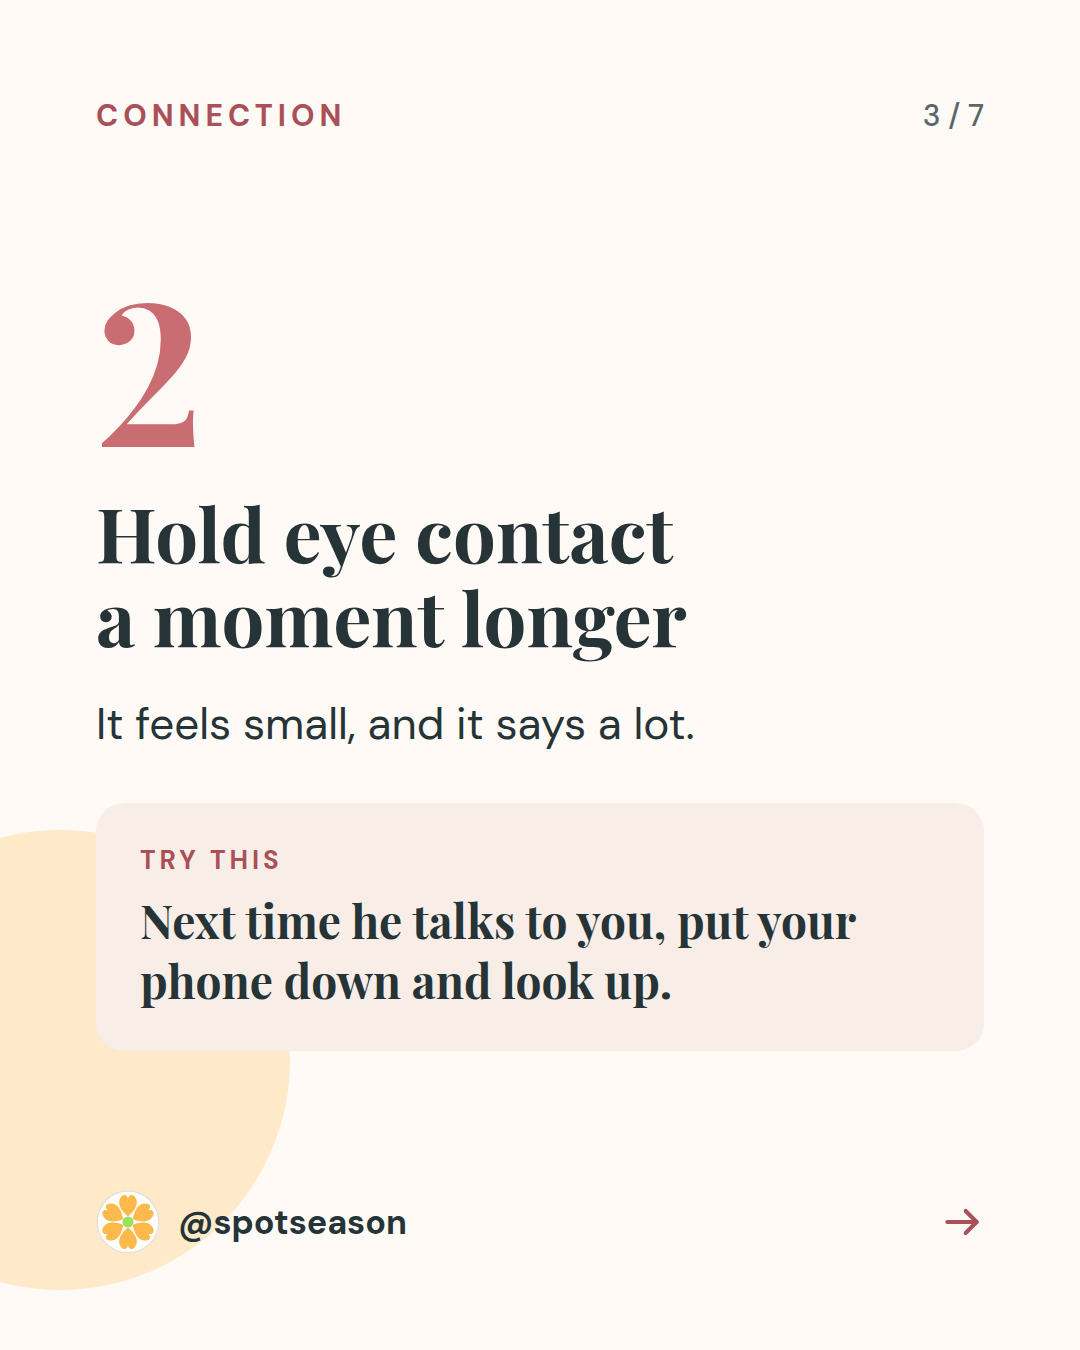 CONNECTION
3 / 7
2
Hold eye contact
a moment longer
It feels small, and it says a lot.
TRY THIS
Next time he talks to you, put your
phone down and look up.
@spotseason